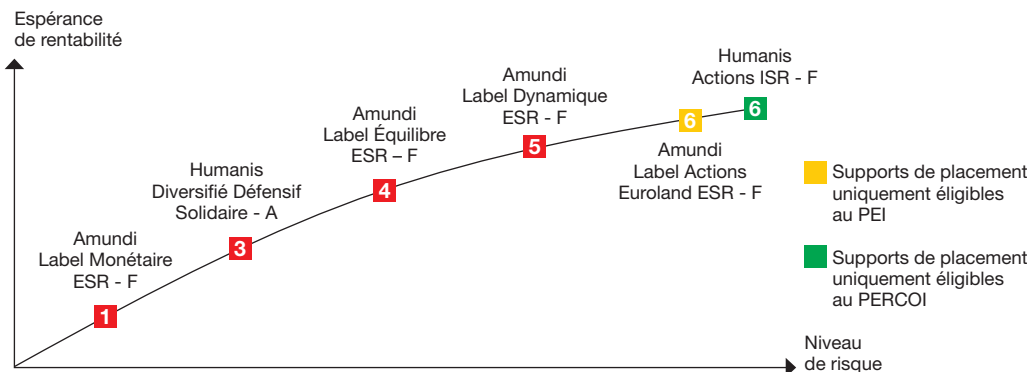 Espérance
de rentabilité
Amundi
Label Monétaire
ESR - F
1
Humanis
Diversifié Défensif
Solidaire - A
3
Amundi
Label Équilibre
ESR – F
4
Amundi
Label Dynamique
ESR - F
5
6
Amundi
Label Actions
Euroland ESR - F
Humanis
Actions ISR - F
6
Supports de placement
uniquement éligibles
au PEI
Supports de placement
uniquement éligibles
au PERCOI
Niveau
de risque